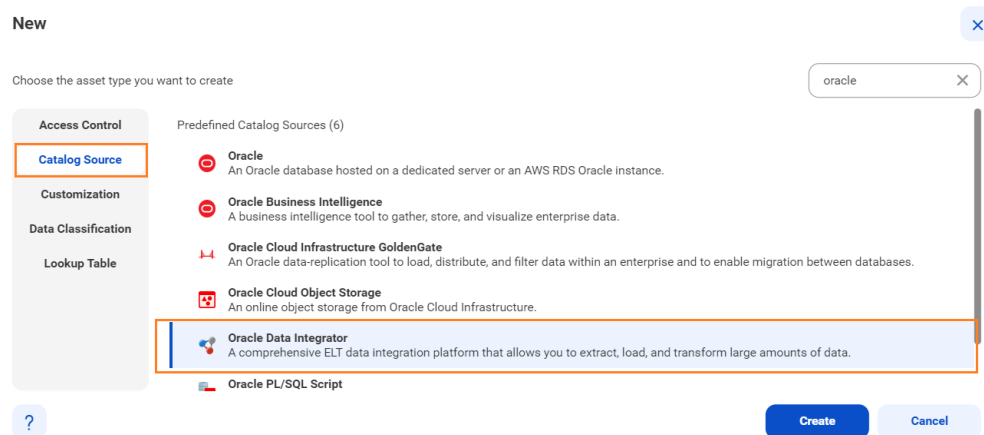 New
Choose the asset type you want to create
oracle
Access Control
Catalog Source
Customization
Data Classification
Lookup Table
Predefined Catalog Sources (6)
Oracle
An Oracle database hosted on a dedicated server or an AWS RDS Oracle instance.
Oracle Business Intelligence
A business intelligence tool to gather, store, and visualize enterprise data.
Oracle Cloud Infrastructure GoldenGate
An Oracle data-replication tool to load, distribute, and filter data within an enterprise and to enable migration between databases.
Oracle Cloud Object Storage
An online object storage from Oracle Cloud Infrastructure.
Oracle Data Integrator
A comprehensive ELT data integration platform that allows you to extract, load, and transform large amounts of data.
Oracle PL/SQL Script
?
Create
Cancel